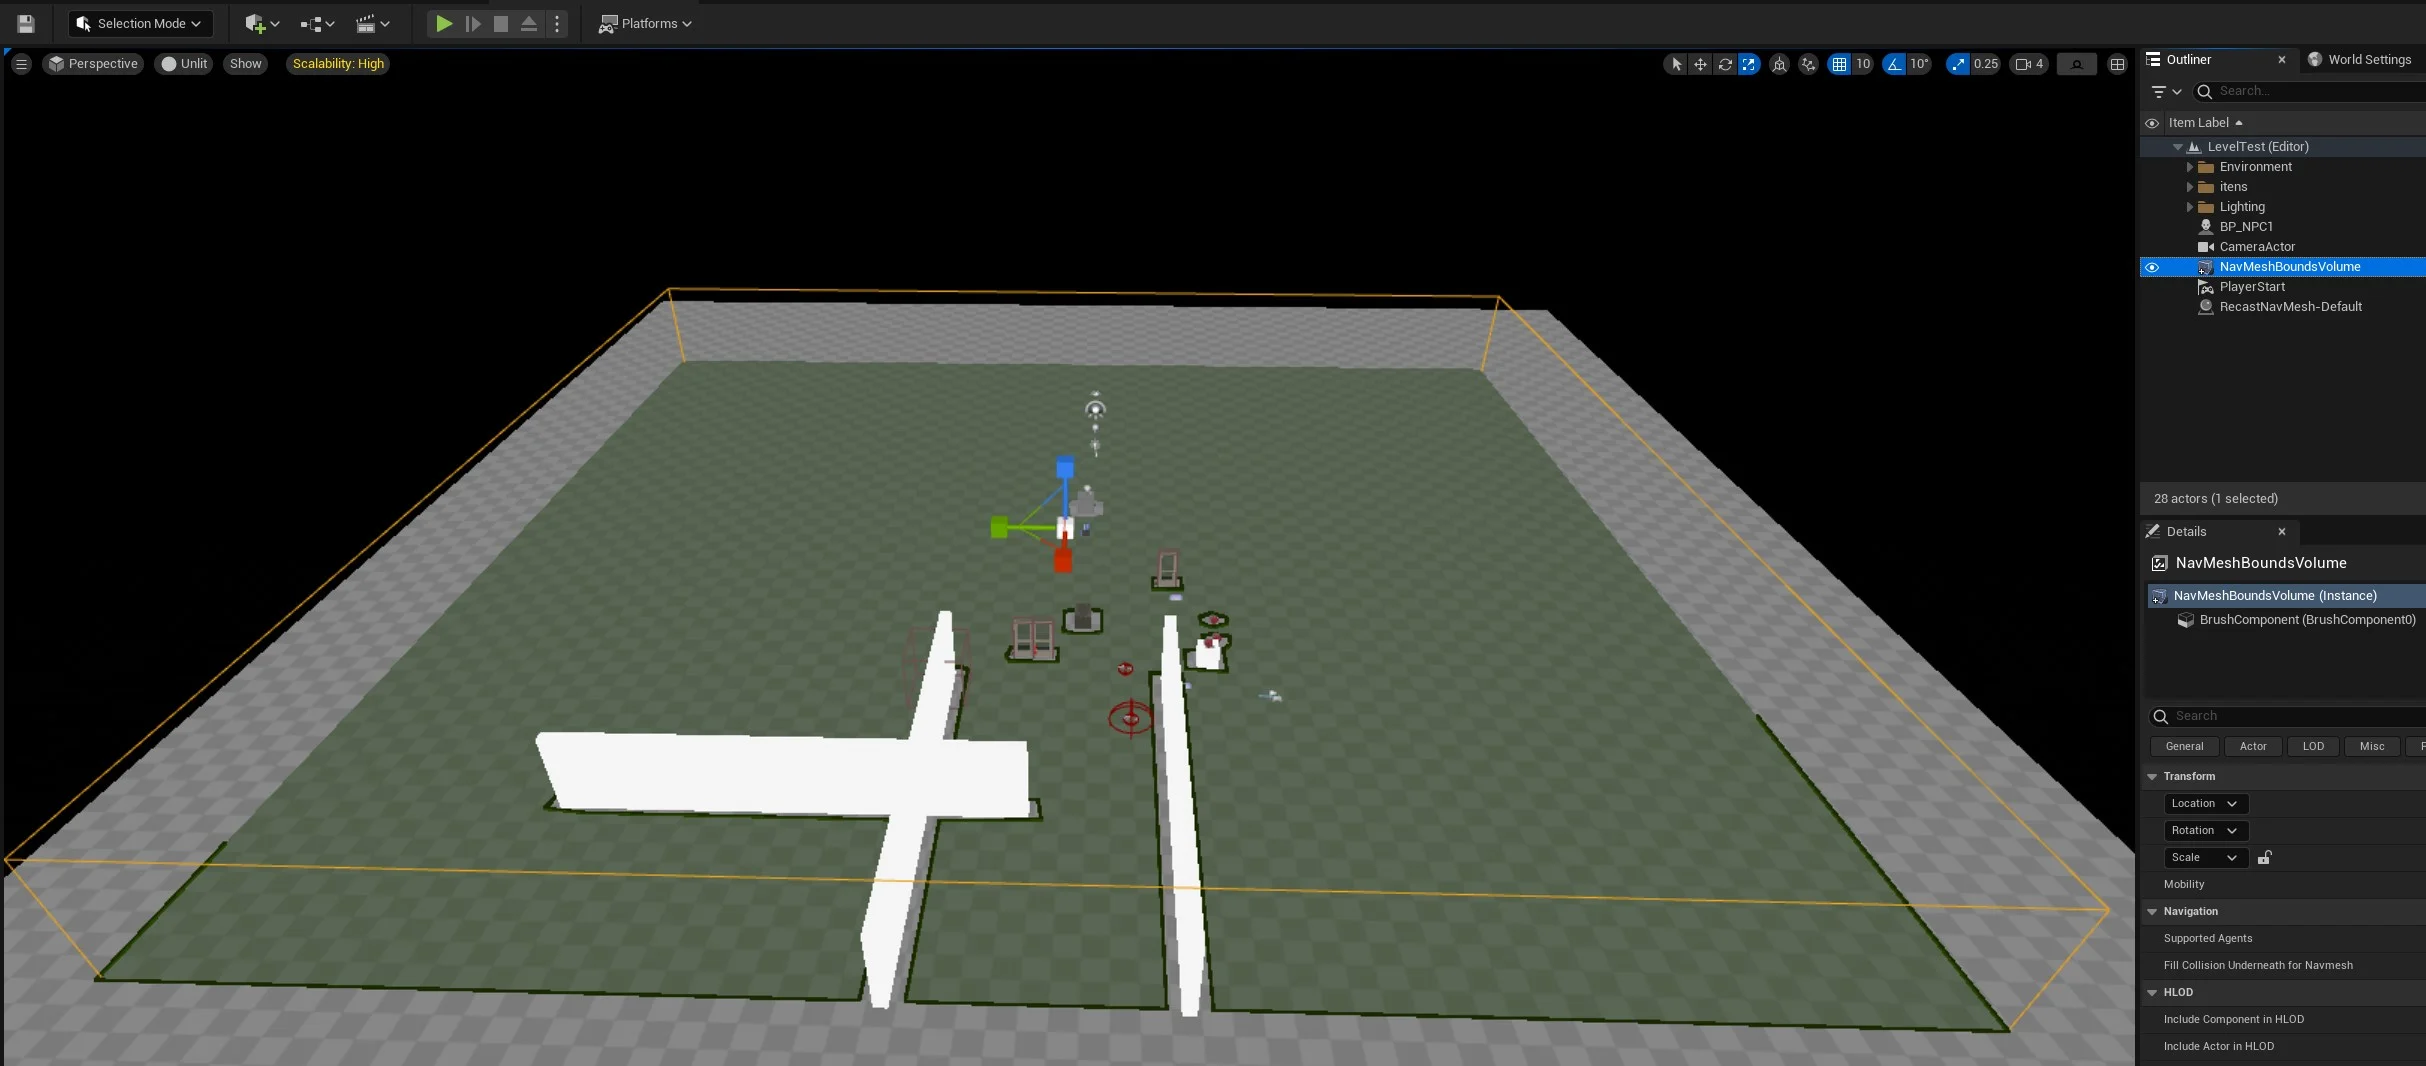 Selection Mode
Platforms
Perspective
Unlit
Show
Scalability: High
10
10°
0.25
4
Outliner
World Settings
Search...
Item Label
LevelTest (Editor)
Environment
itens
Lighting
BP_NPC1
CameraActor
NavMeshBoundsVolume
PlayerStart
RecastNavMesh-Default
28 actors (1 selected)
Details
NavMeshBoundsVolume
NavMeshBoundsVolume (Instance)
BrushComponent (BrushComponent0)
Search
General
Actor
LOD
Misc
Transform
Location
Rotation
Scale
Mobility
Navigation
Supported Agents
Fill Collision Underneath for Navmesh
HLOD
Include Component in HLOD
Include Actor in HLOD